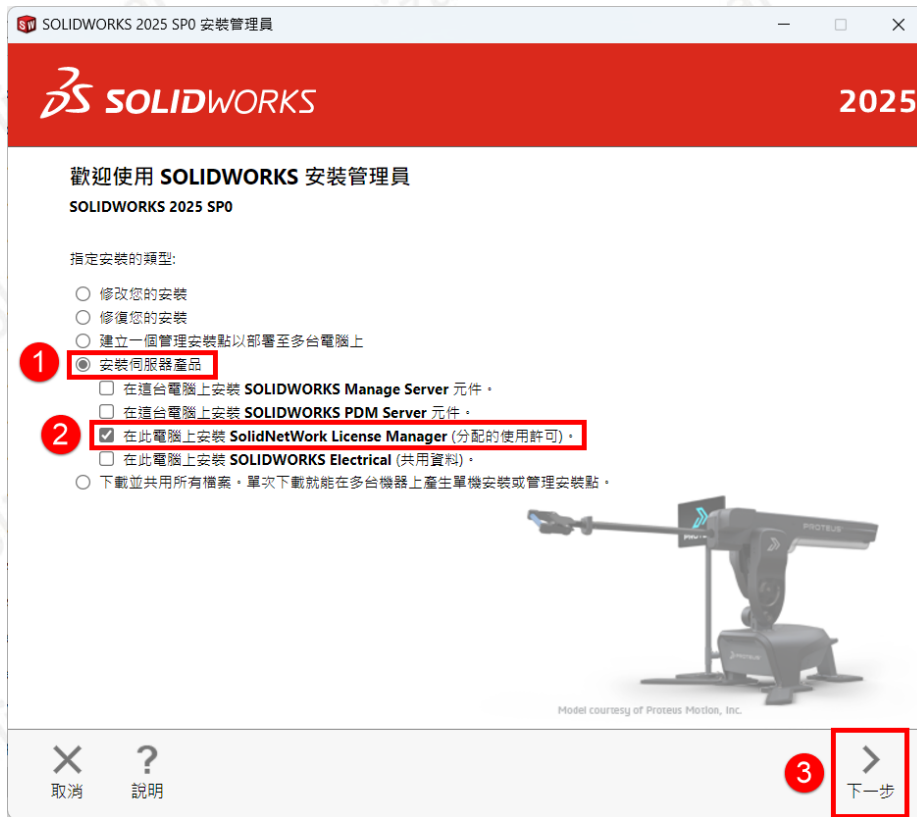 SOLIDWORKS 2025 SP0 安裝管理員
SOLIDWORKS
2025
歡迎使用 SOLIDWORKS 安裝管理員
SOLIDWORKS 2025 SP0
指定安裝的類型:
修改您的安裝
修復您的安裝
建立一個管理安裝點以部署至多台電腦上
1
安裝伺服器產品
在這台電腦上安裝 SOLIDWORKS Manage Server 元件。
在這台電腦上安裝 SOLIDWORKS PDM Server 元件。
2
在此電腦上安裝 SolidNetWork License Manager (分配的使用許可)。
在此電腦上安裝 SOLIDWORKS Electrical (共用資料)。
下載並共用所有檔案。單次下載就能在多台機器上產生單機安裝或管理安裝點。
PROTEUS
Model courtesy of Proteus Motion, Inc.
取消
說明
3
下一步